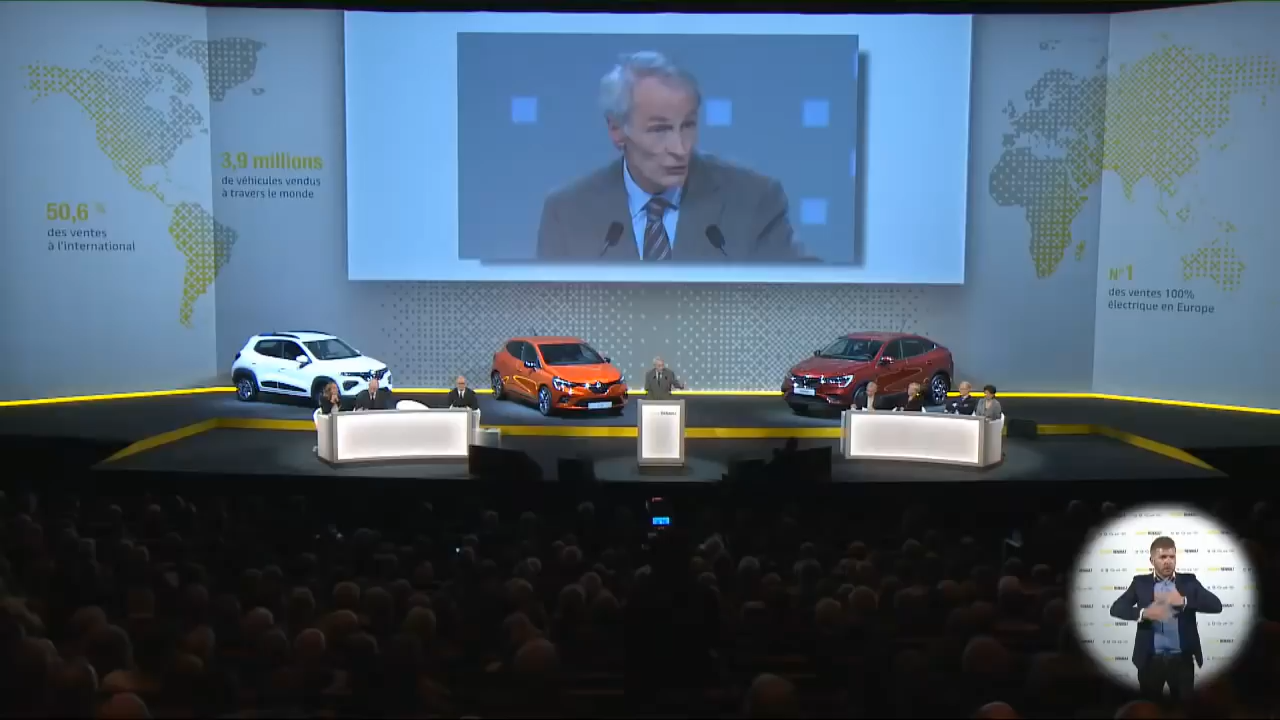 3,9 millions
de véhicules vendus
à travers le monde
50,6 %
des ventes
à l'international
N°1
des ventes 100%
électrique en Europe
RENAULT